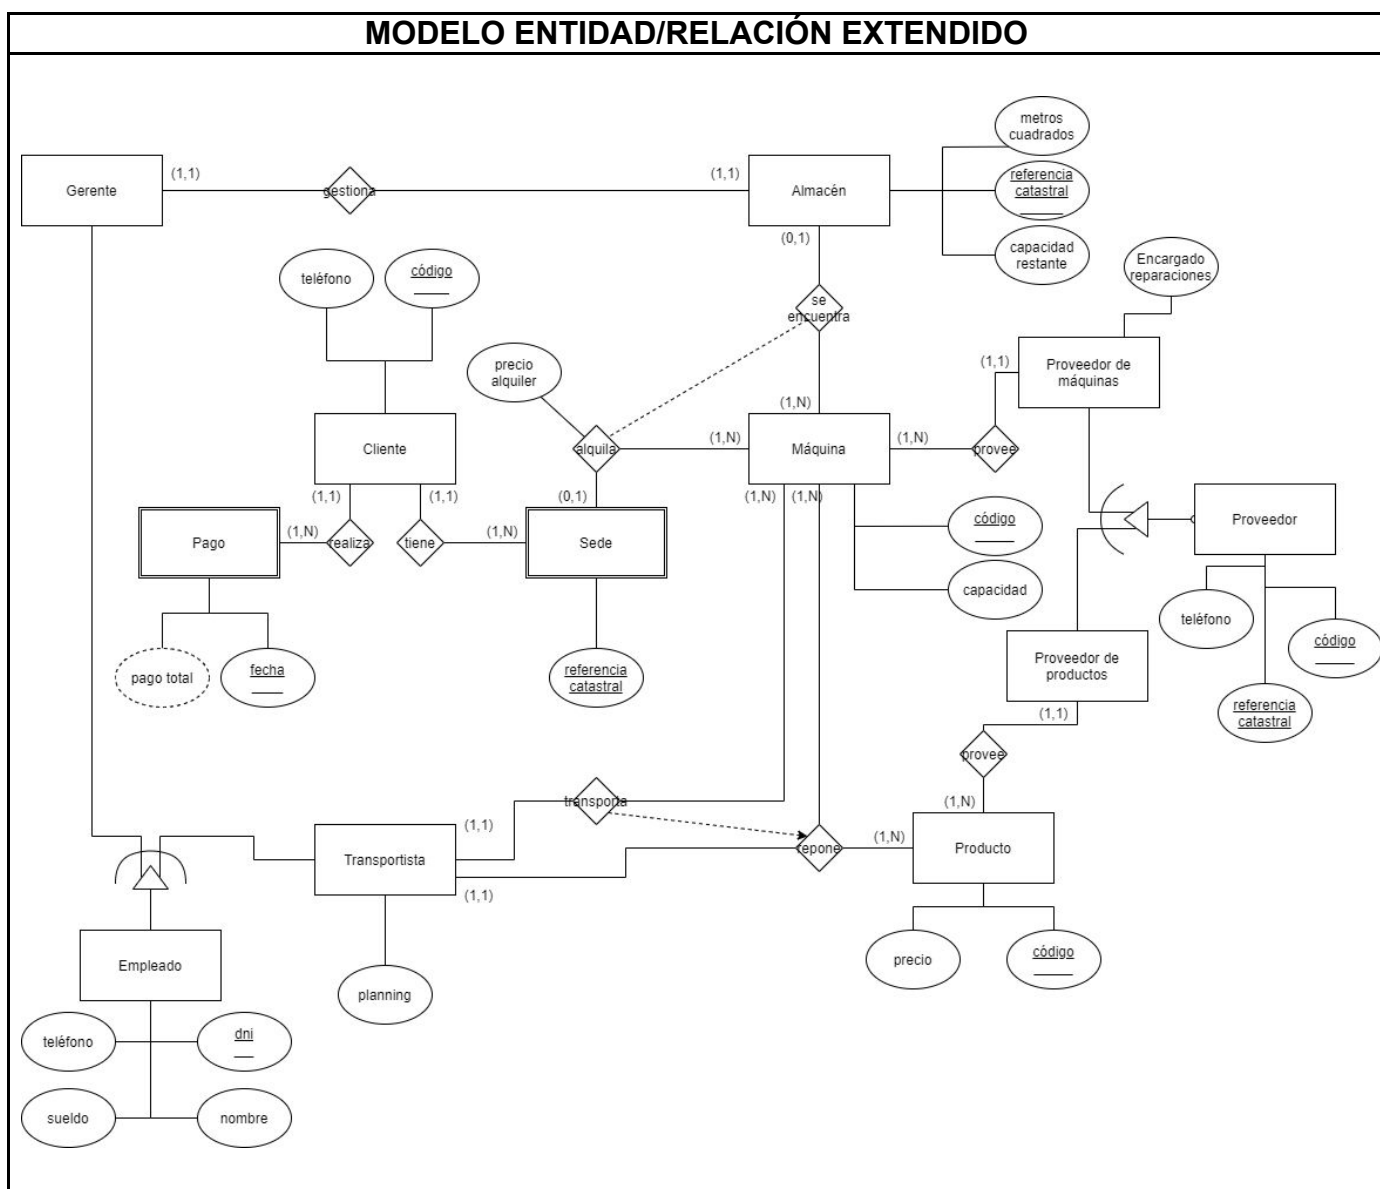 MODELO ENTIDAD/RELACIÓN EXTENDIDO
metros
cuadrados
Gerente
(1,1)
gestiona
(1,1)
Almacén
referencia
catastral
(0,1)
capacidad
restante
Encargado
reparaciones
teléfono
código
se
encuentra
precio
alquiler
(1,1)
Proveedor de
máquinas
(1,N)
Cliente
alquila
(1,N)
Máquina
(1,N)
provee
(1,1)
(1,1)
(0,1)
(1,N)
(1,N)
Pago
(1,N)
realiza
tiene
(1,N)
Sede
código
Proveedor
capacidad
teléfono
código
pago total
fecha
referencia
catastral
Proveedor de
productos
referencia
catastral
(1,1)
provee
transporta
(1,N)
(1,1)
Transportista
repone
(1,N)
Producto
(1,1)
precio
código
Empleado
planning
teléfono
dni
sueldo
nombre